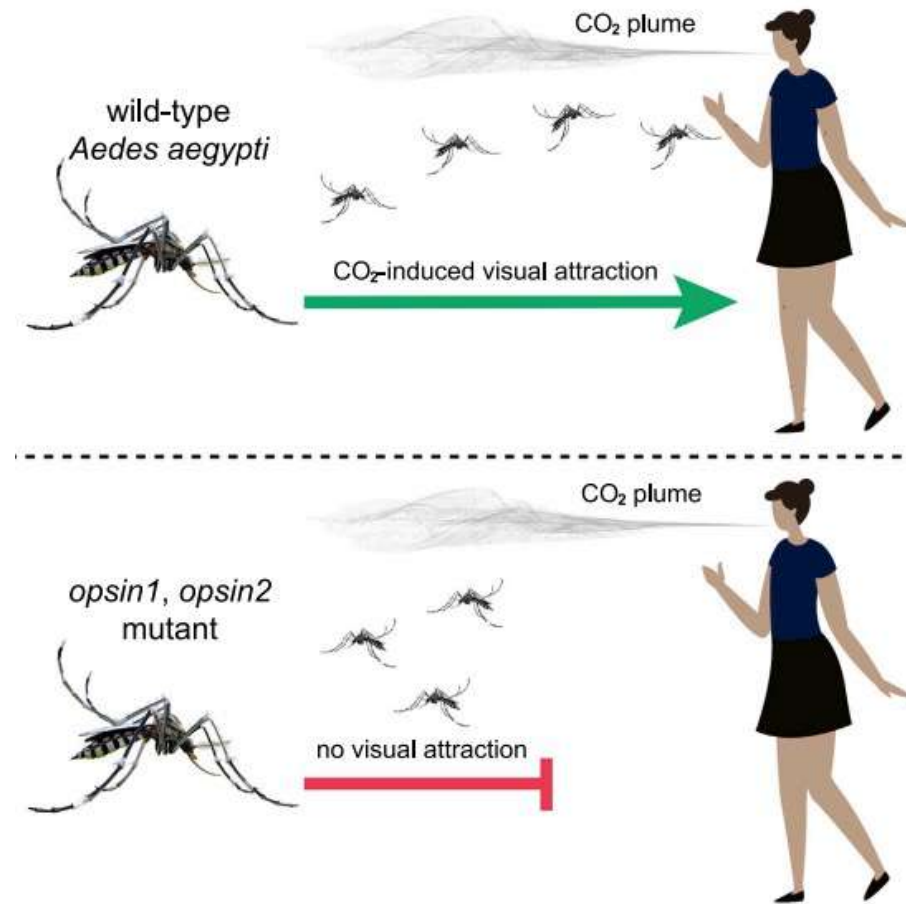 CO₂ plume
wild-type
Aedes aegypti
CO₂-induced visual attraction
CO₂ plume
opsin1, opsin2
mutant
no visual attraction